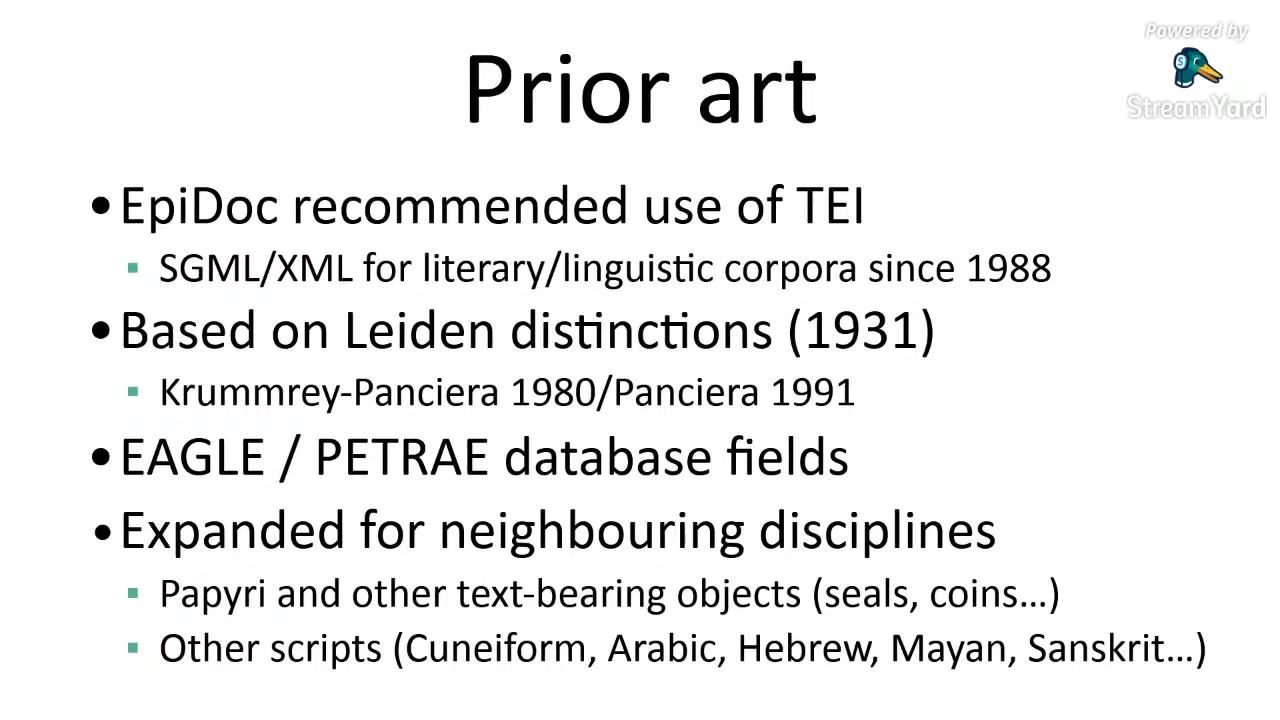 Powered by
StreamYard
Prior art
•EpiDoc recommended use of TEI
▪ SGML/XML for literary/linguistic corpora since 1988
•Based on Leiden distinctions (1931)
▪ Krummrey-Panciera 1980/Panciera 1991
•EAGLE / PETRAE database fields
•Expanded for neighbouring disciplines
▪ Papyri and other text-bearing objects (seals, coins…)
▪ Other scripts (Cuneiform, Arabic, Hebrew, Mayan, Sanskrit…)